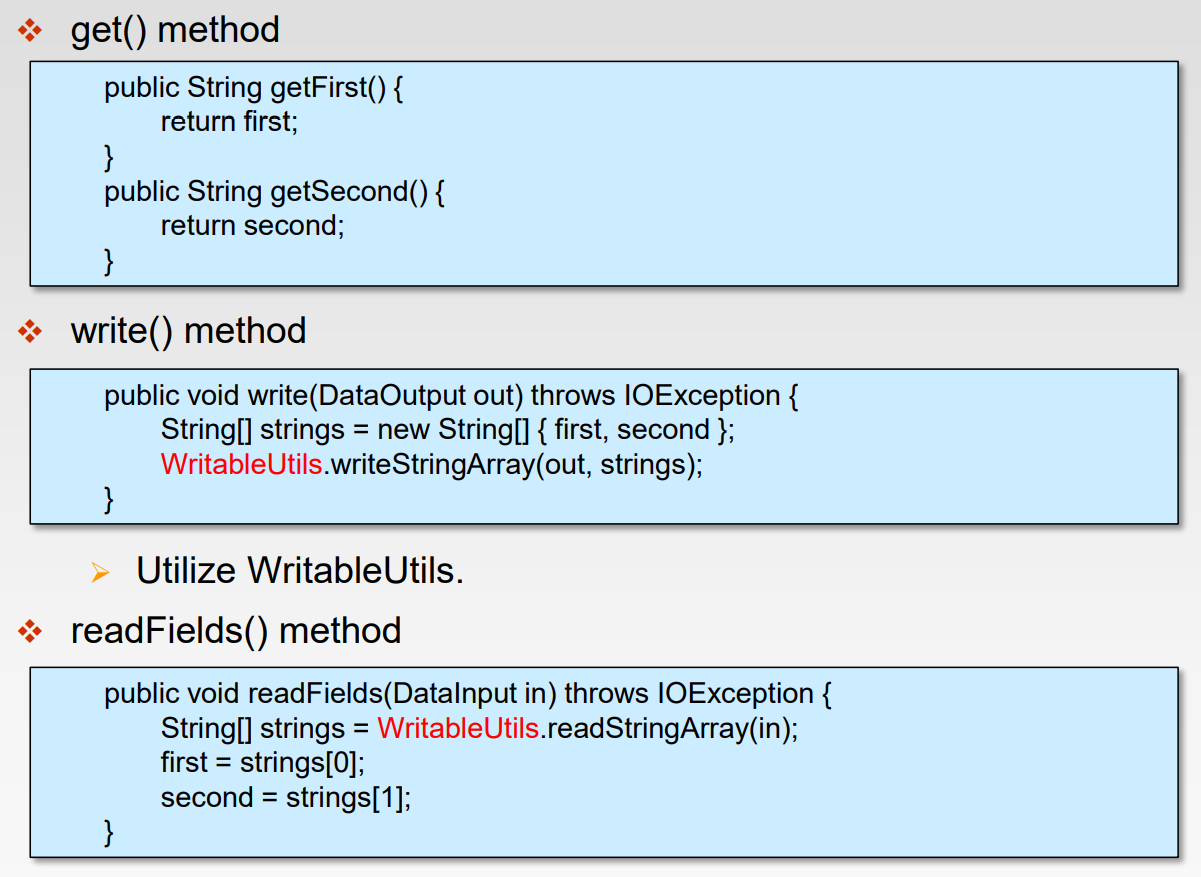 get() method
public String getFirst() {
return first;
}
public String getSecond() {
return second;
}
write() method
public void write(DataOutput out) throws IOException {
String[] strings = new String[] { first, second };
WritableUtils.writeStringArray(out, strings);
}
Utilize WritableUtils.
readFields() method
public void readFields(DataInput in) throws IOException {
String[] strings = WritableUtils.readStringArray(in);
first = strings[0];
second = strings[1];
}